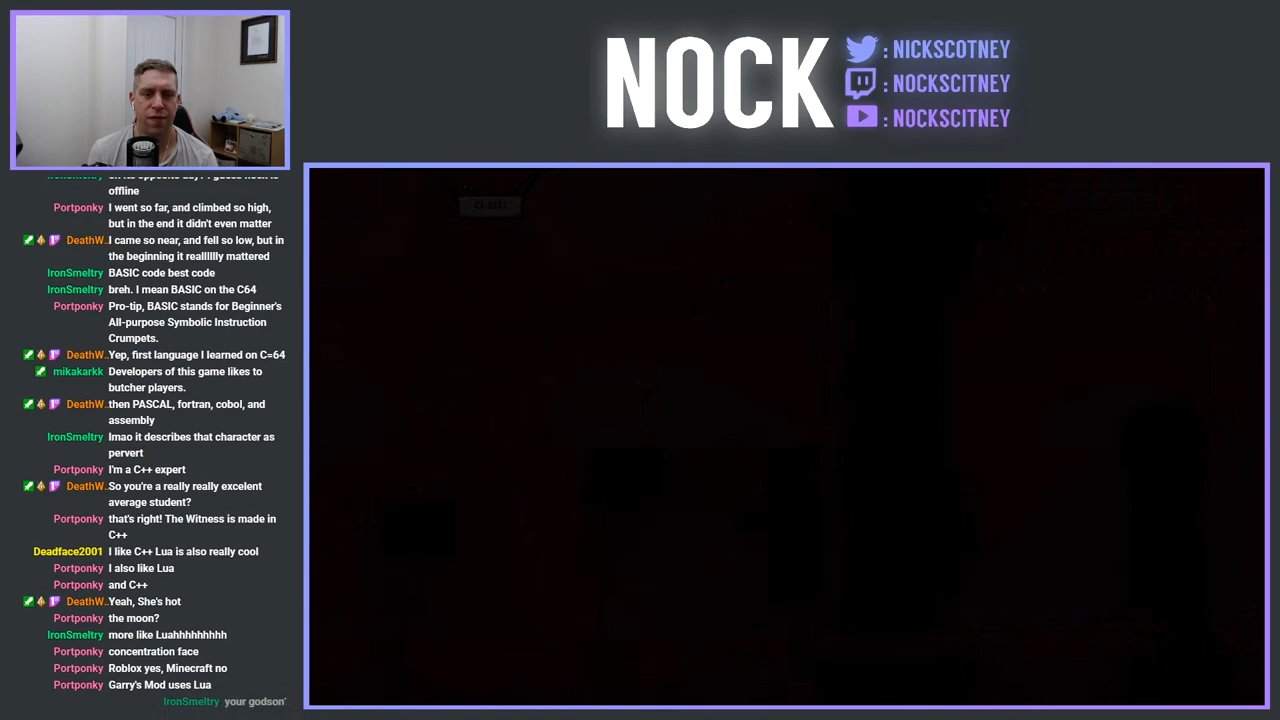 NOCK
: NICKSCOTNEY
: NOCKSCITNEY
: NOCKSCITNEY
offline
Portponky I went so far, and climbed so high,
but in the end it didn't even matter
DeathW.. I came so near, and fell so low, but in
the beginning it realllllly mattered
IronSmeltry BASIC code best code
IronSmeltry breh. I mean BASIC on the C64
Portponky Pro-tip, BASIC stands for Beginner's
All-purpose Symbolic Instruction
Crumpets.
DeathW.. Yep, first language I learned on C=64
mikakarkk Developers of this game likes to
butcher players.
DeathW.. then PASCAL, fortran, cobol, and
assembly
IronSmeltry lmao it describes that character as
pervert
Portponky I'm a C++ expert
DeathW.. So you're a really really excelent
average student?
Portponky that's right! The Witness is made in
C++
Deadface2001 I like C++ Lua is also really cool
Portponky I also like Lua
Portponky and C++
DeathW.. Yeah, She's hot
Portponky the moon?
IronSmeltry more like Luahhhhhhhhh
Portponky concentration face
Portponky Roblox yes, Minecraft no
Portponky Garry's Mod uses Lua
IronSmeltry your godson'